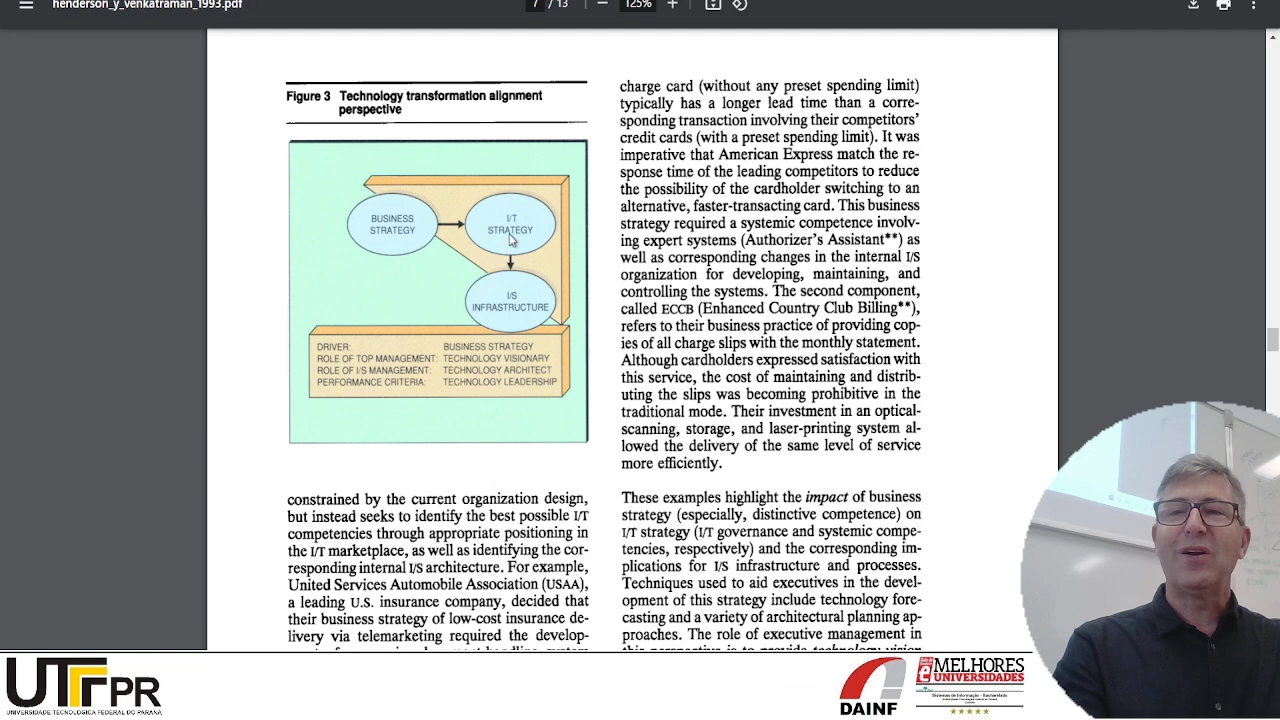 henderson_y_venkatraman_1993.pdf
7 / 13
125%
Figure 3 Technology transformation alignment
perspective
BUSINESS
STRATEGY
I/T
STRATEGY
I/S
INFRASTRUCTURE
DRIVER: BUSINESS STRATEGY
ROLE OF TOP MANAGEMENT: TECHNOLOGY VISIONARY
ROLE OF I/S MANAGEMENT: TECHNOLOGY ARCHITECT
PERFORMANCE CRITERIA: TECHNOLOGY LEADERSHIP
constrained by the current organization design,
but instead seeks to identify the best possible I/T
competencies through appropriate positioning in
the I/T marketplace, as well as identifying the cor-
responding internal I/S architecture. For example,
United Services Automobile Association (USAA),
a leading U.S. insurance company, decided that
their business strategy of low-cost insurance de-
livery via telemarketing required the develop-
charge card (without any preset spending limit)
typically has a longer lead time than a corre-
sponding transaction involving their competitors'
credit cards (with a preset spending limit). It was
imperative that American Express match the re-
sponse time of the leading competitors to reduce
the possibility of the cardholder switching to an
alternative, faster-transacting card. This business
strategy required a systemic competence involv-
ing expert systems (Authorizer's Assistant**) as
well as corresponding changes in the internal I/S
organization for developing, maintaining, and
controlling the systems. The second component,
called ECCB (Enhanced Country Club Billing**),
refers to their business practice of providing cop-
ies of all charge slips with the monthly statement.
Although cardholders expressed satisfaction with
this service, the cost of maintaining and distrib-
uting the slips was becoming prohibitive in the
traditional mode. Their investment in an optical-
scanning, storage, and laser-printing system al-
lowed the delivery of the same level of service
more efficiently.
These examples highlight the impact of business
strategy (especially, distinctive competence) on
I/T strategy (I/T governance and systemic compe-
tencies, respectively) and the corresponding im-
plications for I/S infrastructure and processes.
Techniques used to aid executives in the devel-
opment of this strategy include technology fore-
casting and a variety of architectural planning ap-
proaches. The role of executive management in
this perspective is to provide technology vision
UTFPR
UNIVERSIDADE TECNOLÓGICA FEDERAL DO PARANÁ
DAINF
MELHORES
UNIVERSIDADES
Sistemas de Informação - Bacharelado